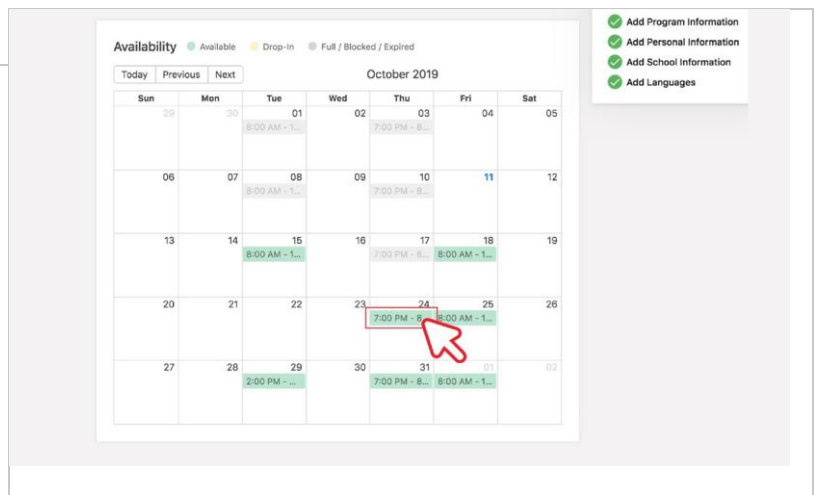 Add Program Information
Add Personal Information
Add School Information
Add Languages
Availability Available Drop-In Full / Blocked / Expired
Today Previous Next October 2019
Sun Mon Tue Wed Thu Fri Sat
29 30 01 02 03 04 05
8:00 AM - 1... 7:00 PM - 8...
06 07 08 09 10 11 12
8:00 AM - 1... 7:00 PM - 8...
13 14 15 16 17 18 19
8:00 AM - 1... 7:00 PM - 8... 8:00 AM - 1...
20 21 22 23 24 25 26
7:00 PM - 8... 8:00 AM - 1...
27 28 29 30 31 01 02
2:00 PM - ... 7:00 PM - 8... 8:00 AM - 1...